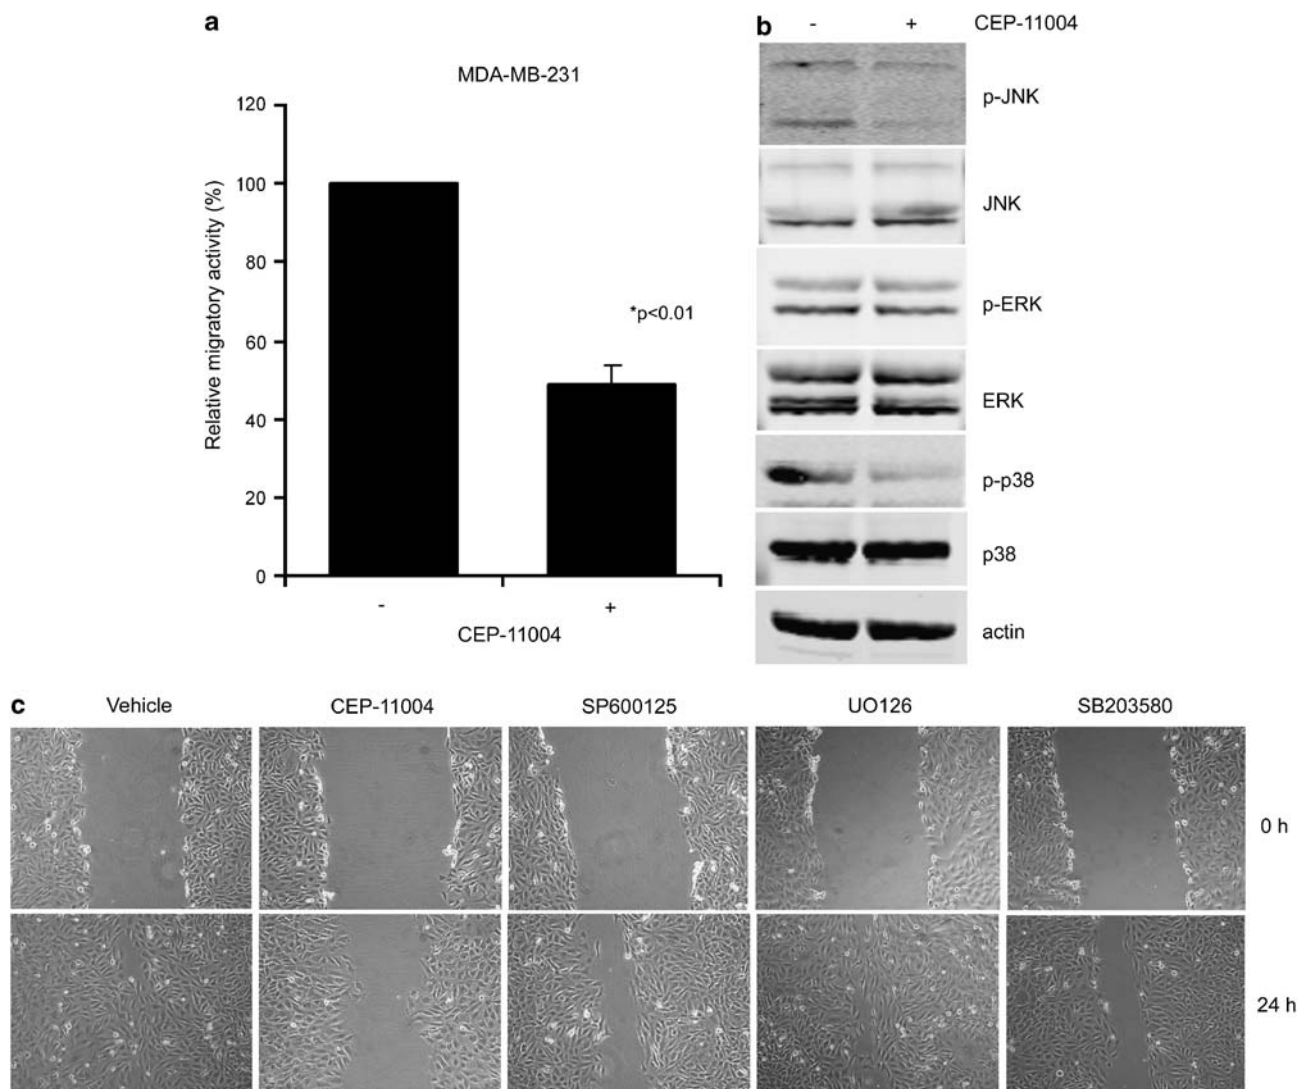 a
MDA-MB-231
Relative migratory activity (%)
120
100
80
60
40
20
0
*p<0.01
- +
CEP-11004
b - + CEP-11004
p-JNK
JNK
p-ERK
ERK
p-p38
p38
actin
c Vehicle CEP-11004 SP600125 UO126 SB203580
0 h
24 h